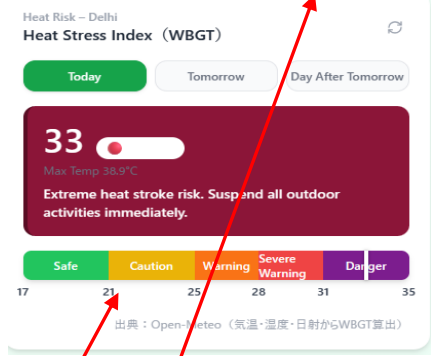 Heat Risk – Delhi
Heat Stress Index（WBGT）
Today
Tomorrow
Day After Tomorrow
33
Max Temp 38.9°C
Extreme heat stroke risk. Suspend all outdoor
activities immediately.
Safe
Caution
Warning
Severe
Warning
Danger
17
21
25
28
31
35
出典：Open-Meteo（気温・湿度・日射からWBGT算出）